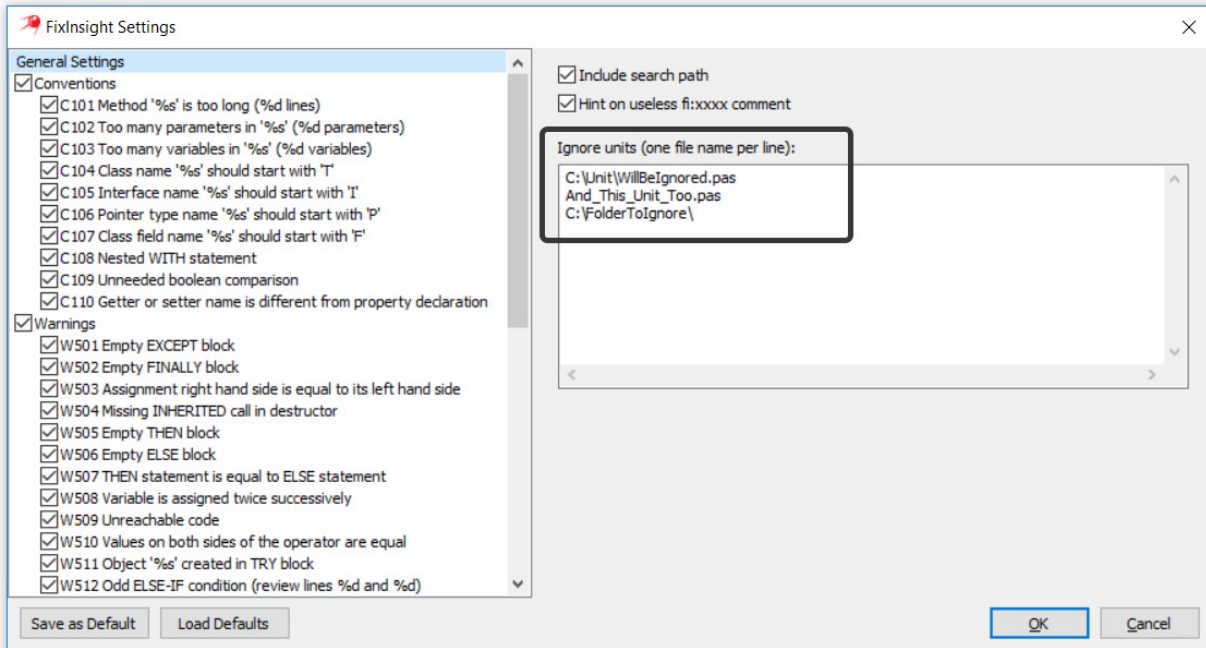 FixInsight Settings
General Settings
Conventions
C101 Method '%s' is too long (%d lines)
C102 Too many parameters in '%s' (%d parameters)
C103 Too many variables in '%s' (%d variables)
C104 Class name '%s' should start with 'T'
C105 Interface name '%s' should start with 'I'
C106 Pointer type name '%s' should start with 'P'
C107 Class field name '%s' should start with 'F'
C108 Nested WITH statement
C109 Unneeded boolean comparison
C110 Getter or setter name is different from property declaration
Warnings
W501 Empty EXCEPT block
W502 Empty FINALLY block
W503 Assignment right hand side is equal to its left hand side
W504 Missing INHERITED call in destructor
W505 Empty THEN block
W506 Empty ELSE block
W507 THEN statement is equal to ELSE statement
W508 Variable is assigned twice successively
W509 Unreachable code
W510 Values on both sides of the operator are equal
W511 Object '%s' created in TRY block
W512 Odd ELSE-IF condition (review lines %d and %d)
Include search path
Hint on useless fi:xxxx comment
Ignore units (one file name per line):
C:\Unit\WillBeIgnored.pas
And_This_Unit_Too.pas
C:\FolderToIgnore\
Save as Default
Load Defaults
OK
Cancel